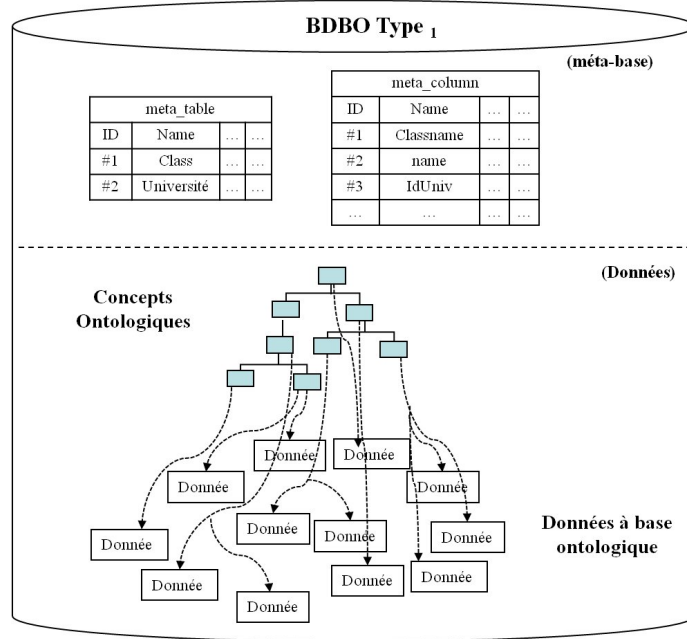 BDBO Type 1
(méta-base)
meta_table
ID Name … …
#1 Class … …
#2 Université … …
meta_column
ID Name … …
#1 Classname … …
#2 name … …
#3 IdUniv … …
… … … …
(Données)
Concepts
Ontologiques
Donnée
Donnée
Donnée
Donnée
Donnée
Donnée
Donnée
Donnée
Donnée
Donnée
Donnée
Donnée
Données à base
ontologique